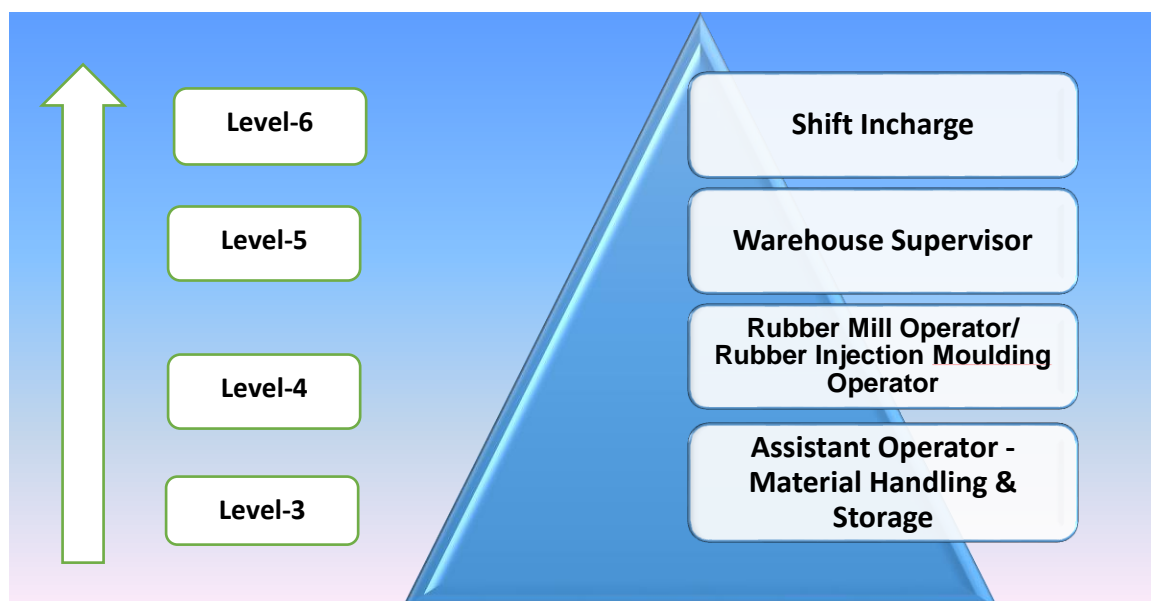 Level-6
Shift Incharge
Level-5
Warehouse Supervisor
Level-4
Rubber Mill Operator/
Rubber Injection Moulding
Operator
Level-3
Assistant Operator -
Material Handling &
Storage